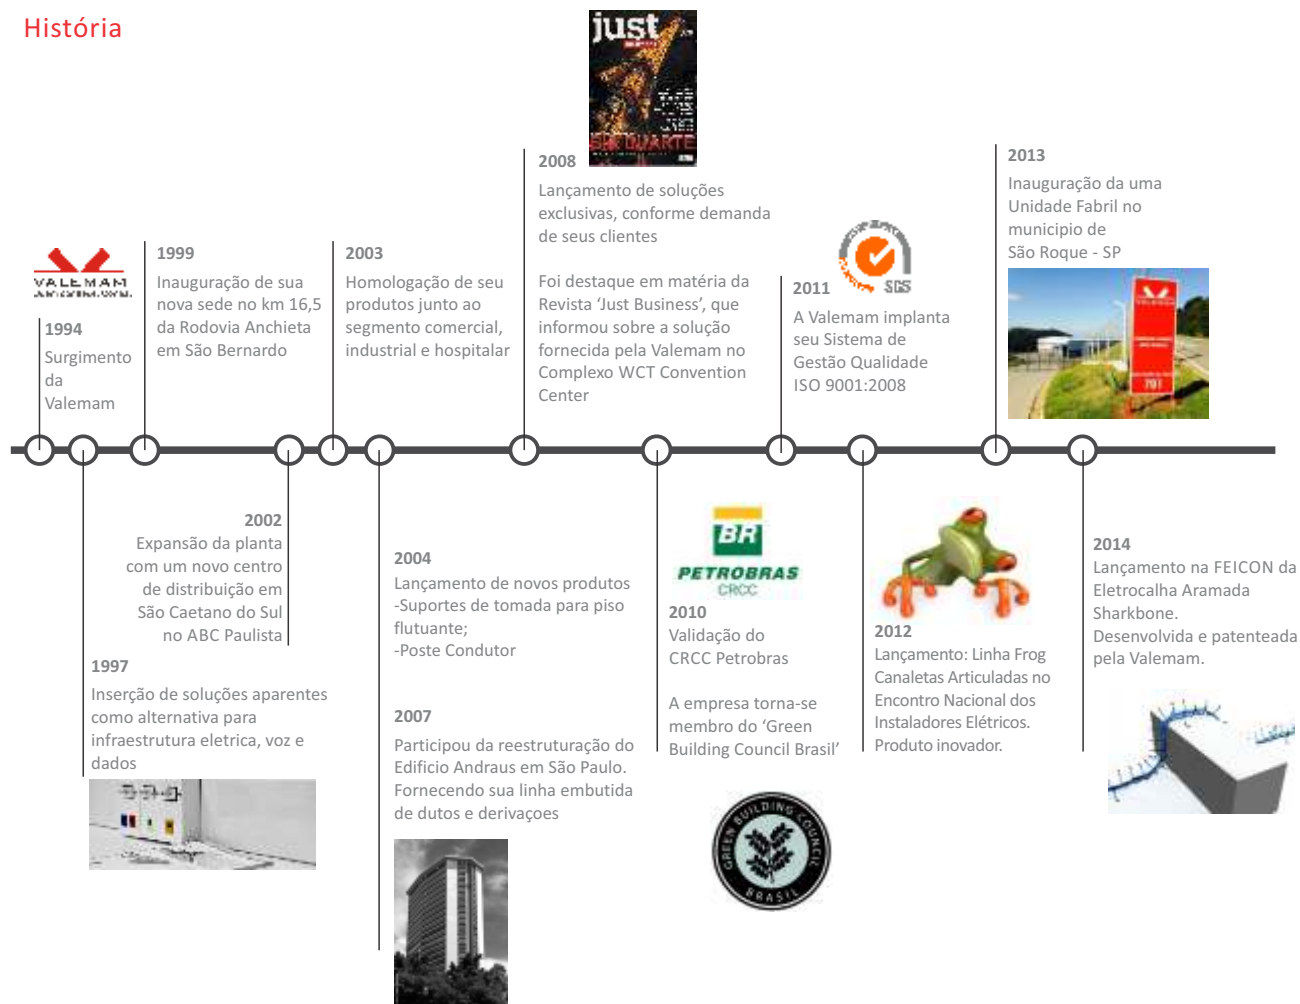 História
just
2008
Lançamento de soluções
exclusivas, conforme demanda
de seus clientes
Foi destaque em matéria da
Revista ‘Just Business’, que
informou sobre a solução
fornecida pela Valemam no
Complexo WCT Convention
Center
2013
Inauguração da uma
Unidade Fabril no
municipio de
São Roque - SP
VALEMAM
701
VALEMAM
1994
Surgimento
da
Valemam
1999
Inauguração de sua
nova sede no km 16,5
da Rodovia Anchieta
em São Bernardo
2003
Homologação de seu
produtos junto ao
segmento comercial,
industrial e hospitalar
SGS
2011
A Valemam implanta
seu Sistema de
Gestão Qualidade
ISO 9001:2008
2002
Expansão da planta
com um novo centro
de distribuição em
São Caetano do Sul
no ABC Paulista
1997
Inserção de soluções aparentes
como alternativa para
infraestrutura eletrica, voz e
dados
2004
Lançamento de novos produtos
-Suportes de tomada para piso
flutuante;
-Poste Condutor
2007
Participou da reestruturação do
Edificio Andraus em São Paulo.
Fornecendo sua linha embutida
de dutos e derivaçoes
BR
PETROBRAS
CRCC
2010
Validação do
CRCC Petrobras
A empresa torna-se
membro do ‘Green
Building Council Brasil’
GREEN BUILDING COUNCIL
BRASIL
2012
Lançamento: Linha Frog
Canaletas Articuladas no
Encontro Nacional dos
Instaladores Elétricos.
Produto inovador.
2014
Lançamento na FEICON da
Eletrocalha Aramada
Sharkbone.
Desenvolvida e patenteada
pela Valemam.